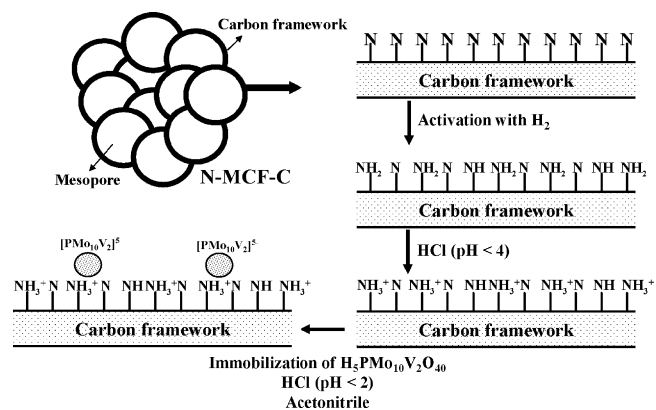 Carbon framework
Mesopore
N-MCF-C
N N N N N N N N N N N
Carbon framework
Activation with H₂
NH₂ N NH₂ N NH NH₂ N NH₂ N NH NH₂
Carbon framework
HCl (pH < 4)
NH₃⁺ N NH₃⁺ N NH NH₃⁺ N NH₃⁺ N NH NH₃⁺
Carbon framework
[PMo₁₀V₂]⁵ [PMo₁₀V₂]⁵⁻
NH₃⁺ N NH₃⁺ N NH NH₃⁺ N NH₃⁺ N NH NH₃⁺
Carbon framework
Immobilization of H₅PMo₁₀V₂O₄₀
HCl (pH < 2)
Acetonitrile